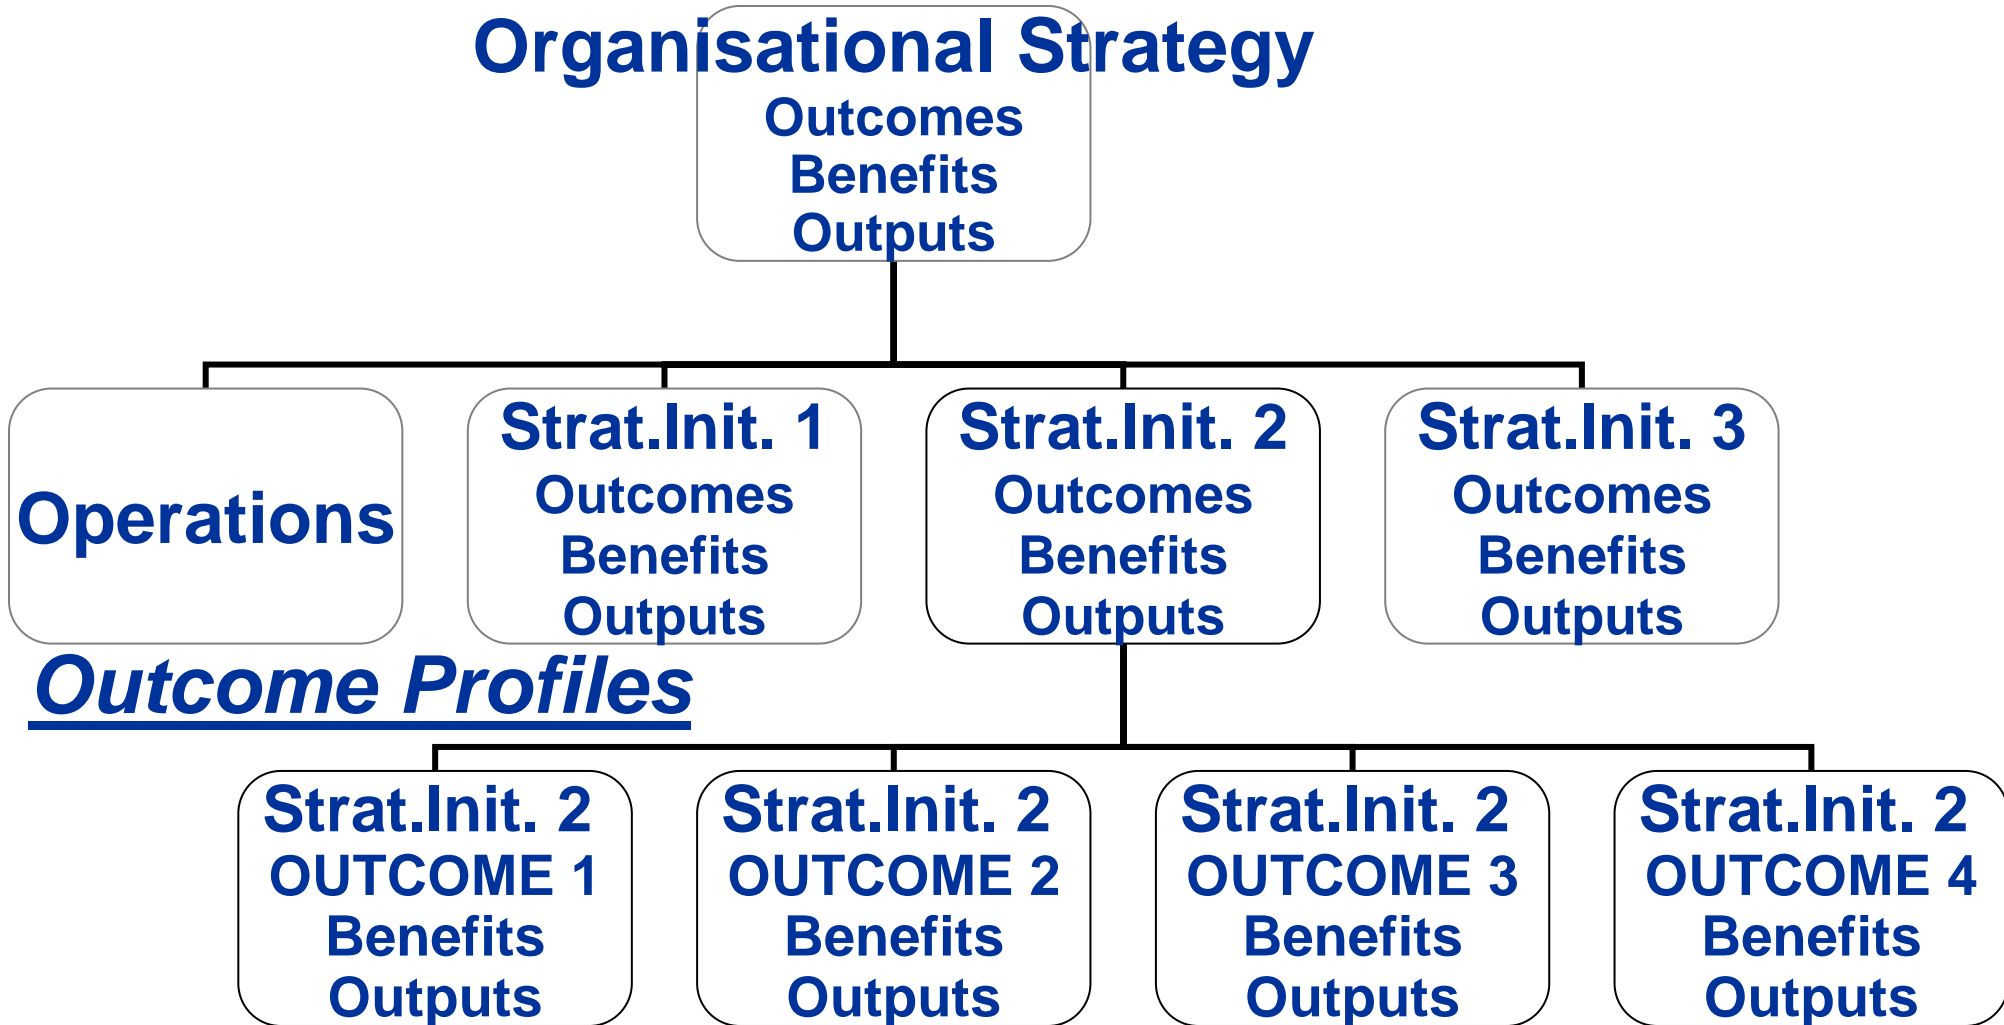 Organisational Strategy
Outcomes
Benefits
Outputs
Operations
Strat.Init. 1
Outcomes
Benefits
Outputs
Strat.Init. 2
Outcomes
Benefits
Outputs
Strat.Init. 3
Outcomes
Benefits
Outputs
Outcome Profiles
Strat.Init. 2
OUTCOME 1
Benefits
Outputs
Strat.Init. 2
OUTCOME 2
Benefits
Outputs
Strat.Init. 2
OUTCOME 3
Benefits
Outputs
Strat.Init. 2
OUTCOME 4
Benefits
Outputs